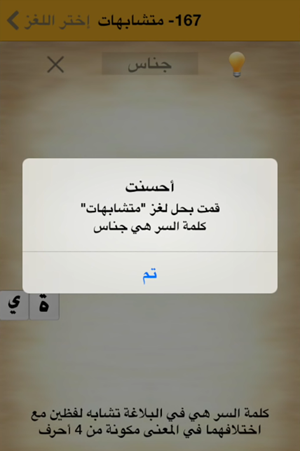 167- متشابهات
إختر اللغز
جناس
أحسنت
قمت بحل لغز "متشابهات"
كلمة السر هي جناس
تم
ة
ي
كلمة السر هي في البلاغة تشابه لفظين مع
اختلافهما في المعنى مكونة من 4 أحرف